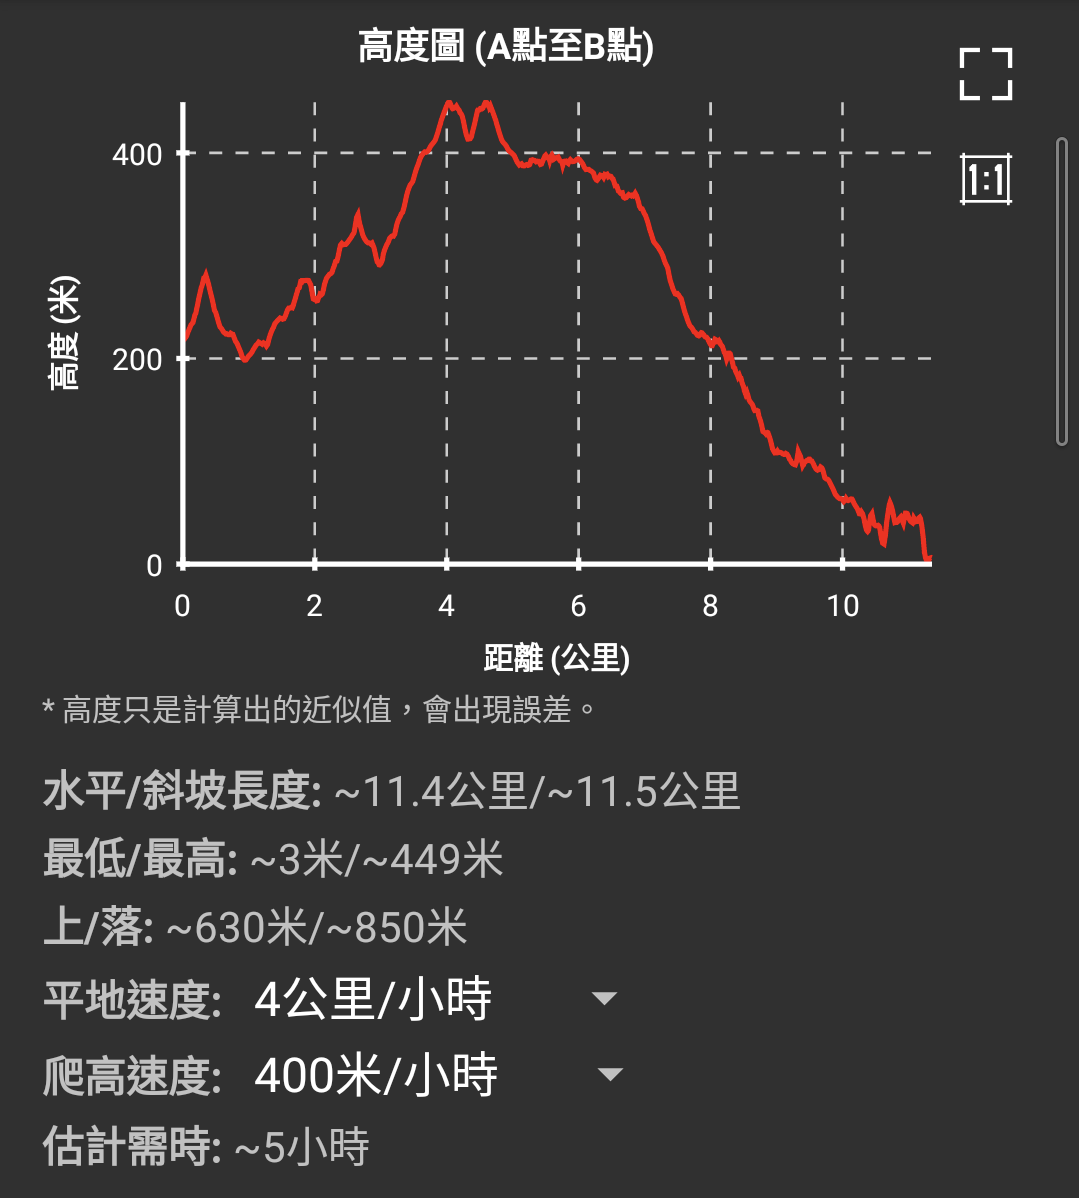 高度圖 (A點至B點)
1:1
高度 (米)
400
200
0
0 2 4 6 8 10
距離 (公里)
* 高度只是計算出的近似值，會出現誤差。
水平/斜坡長度: ~11.4公里/~11.5公里
最低/最高: ~3米/~449米
上/落: ~630米/~850米
平地速度: 4公里/小時
爬高速度: 400米/小時
估計需時: ~5小時